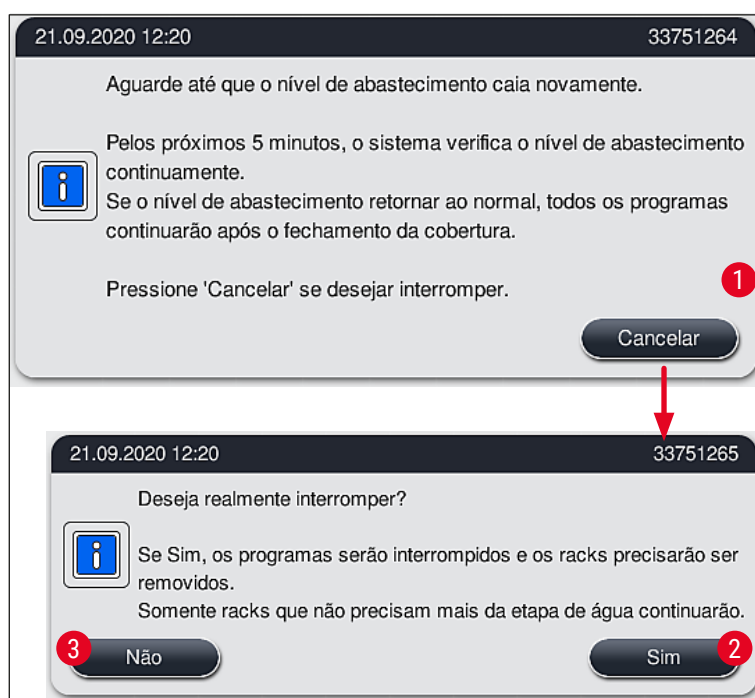 21.09.2020 12:20 33751264
Aguarde até que o nível de abastecimento caia novamente.
Pelos próximos 5 minutos, o sistema verifica o nível de abastecimento
continuamente.
Se o nível de abastecimento retornar ao normal, todos os programas
continuarão após o fechamento da cobertura.
1
Pressione 'Cancelar' se desejar interromper.
Cancelar
21.09.2020 12:20 33751265
Deseja realmente interromper?
Se Sim, os programas serão interrompidos e os racks precisarão ser
removidos.
Somente racks que não precisam mais da etapa de água continuarão.
3 Não Sim 2